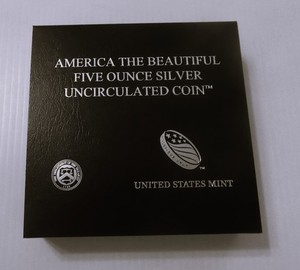 AMERICA THE BEAUTIFUL
FIVE OUNCE SILVER
UNCIRCULATED COIN™
UNITED STATES MINT